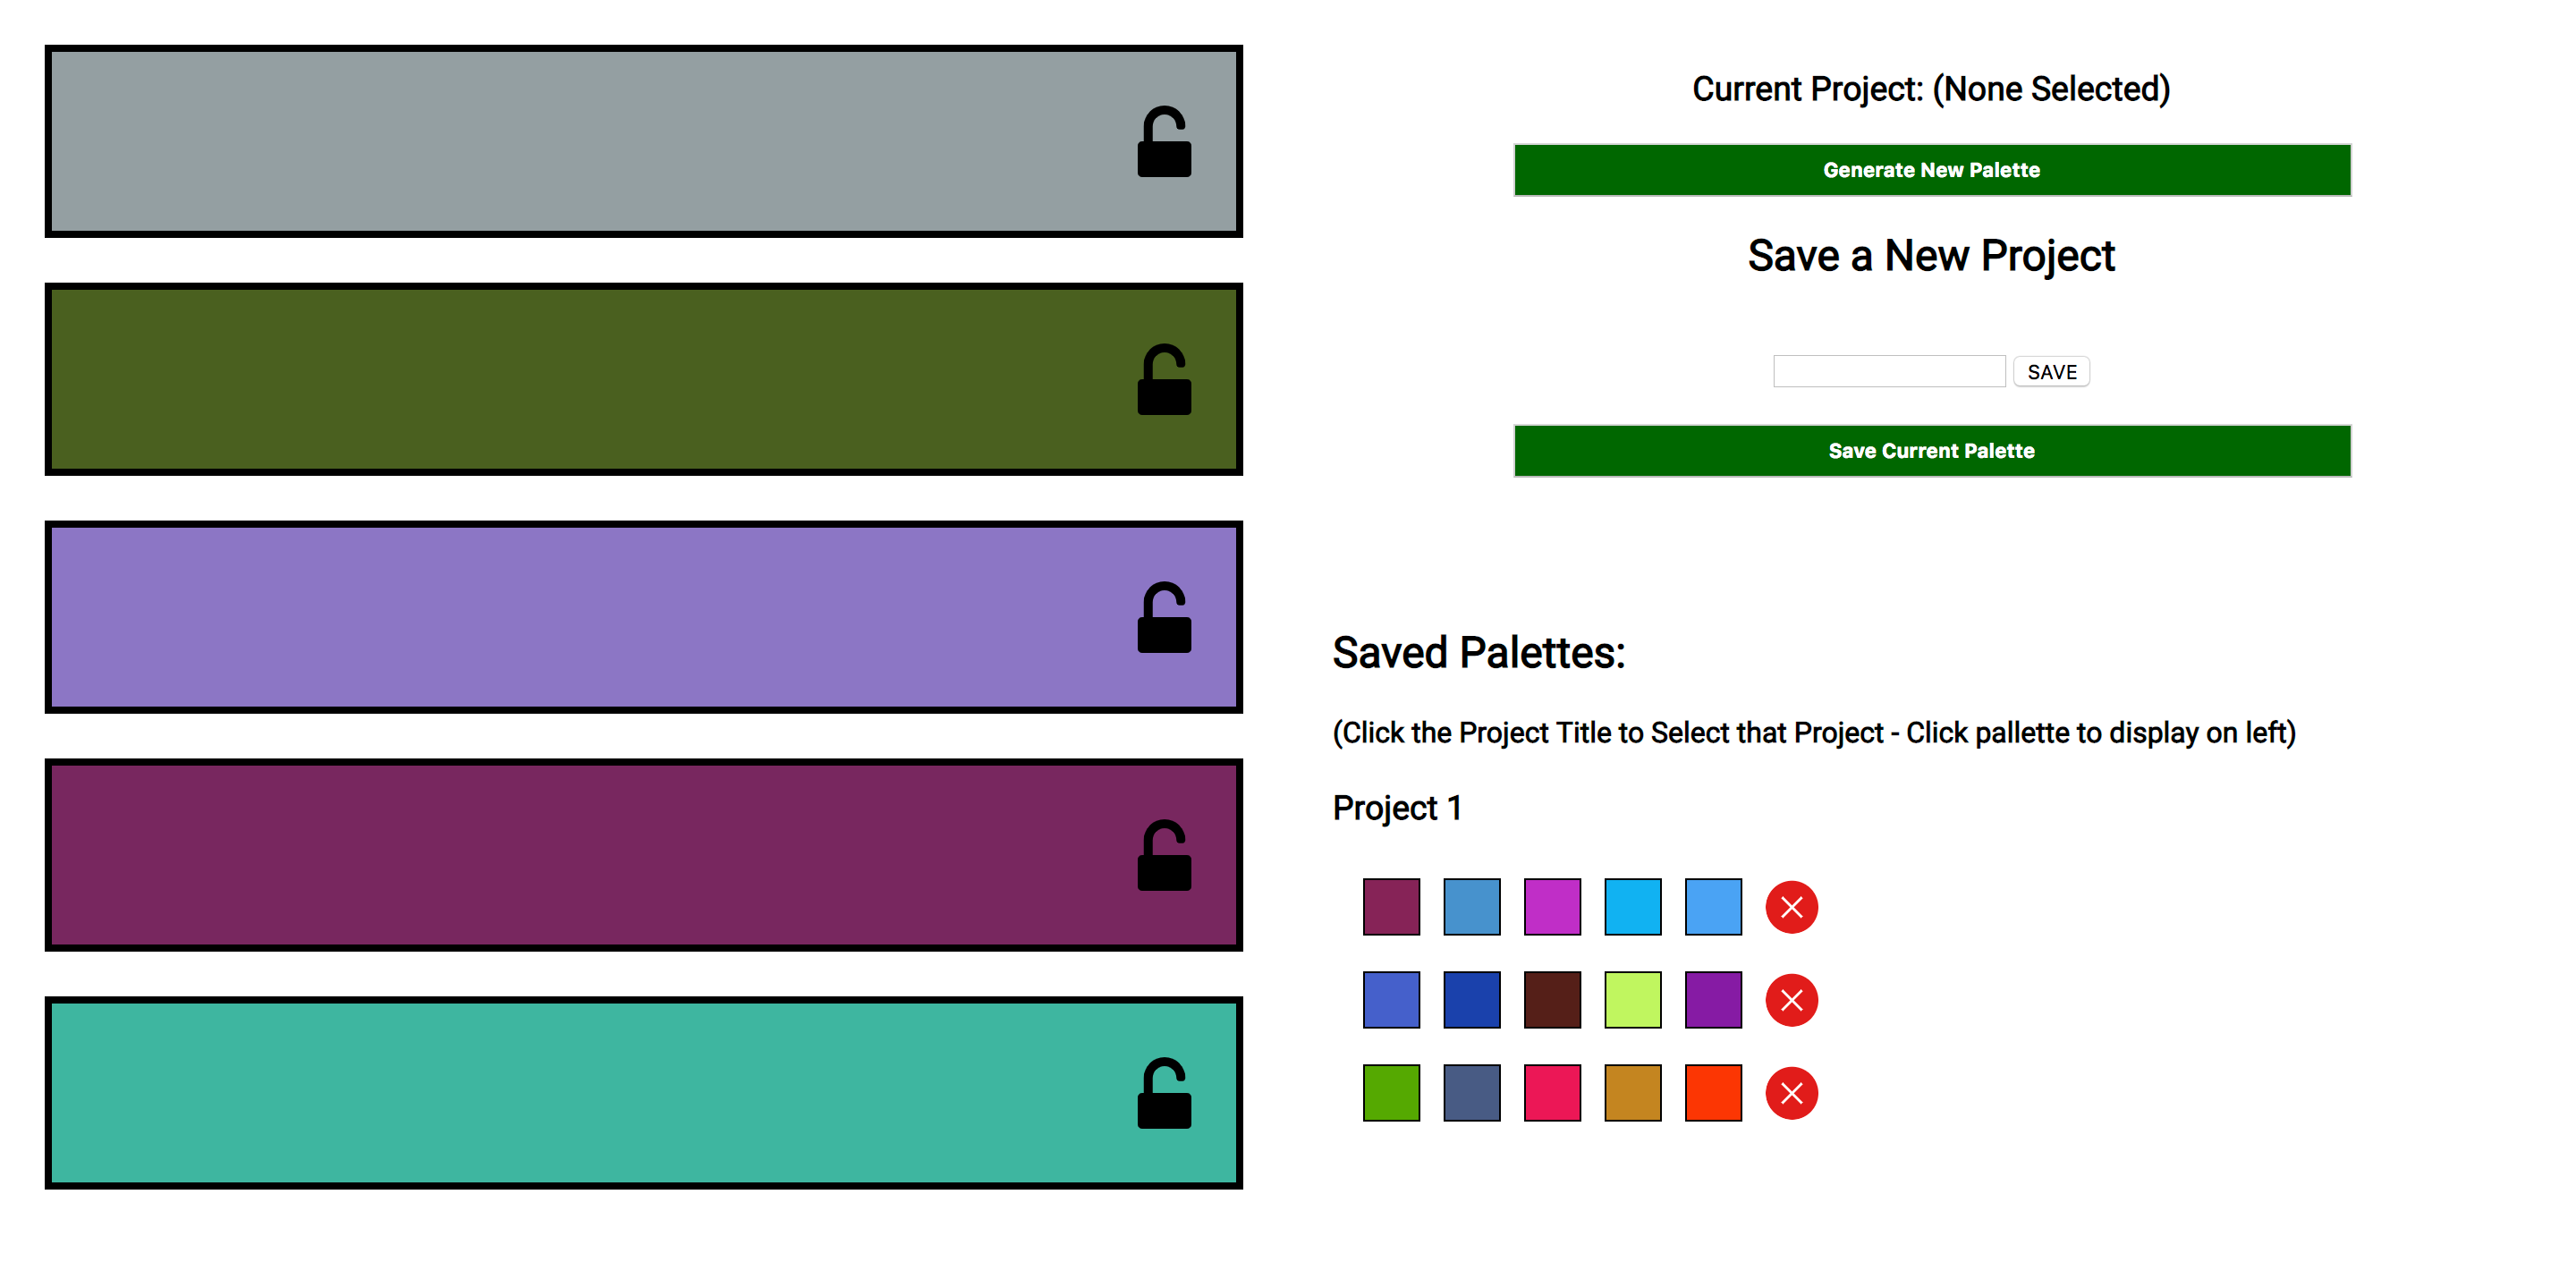 Current Project: (None Selected)
Generate New Palette
Save a New Project
SAVE
Save Current Palette
Saved Palettes:
(Click the Project Title to Select that Project - Click pallette to display on left)
Project 1